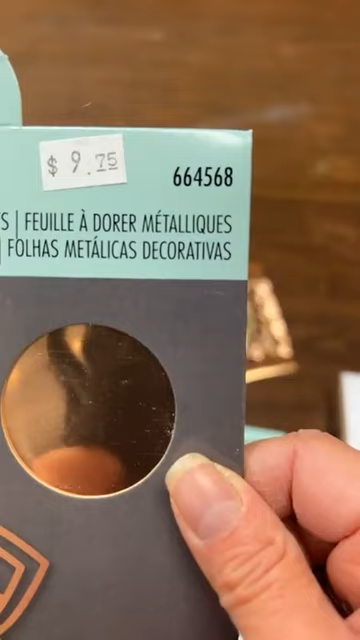 $ 9.75
664568
S | FEUILLE À DORER MÉTALLIQUES
| FOLHAS METÁLICAS DECORATIVAS